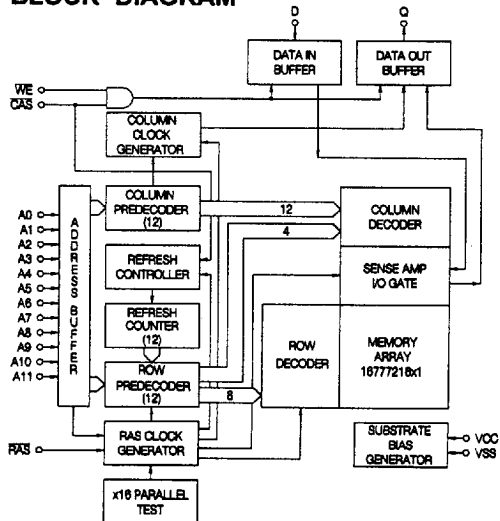 BLOCK DIAGRAM
D
Q
DATA IN
BUFFER
DATA OUT
BUFFER
WE
CAS
COLUMN
CLOCK
GENERATOR
COLUMN
PREDECODER
(12)
12
4
COLUMN
DECODER
ADDRESS BUFFER
A0
A1
A2
A3
A4
A5
A6
A7
A8
A9
A10
A11
REFRESH
CONTROLLER
SENSE AMP
I/O GATE
REFRESH
COUNTER
(12)
ROW
DECODER
MEMORY
ARRAY
16777216x1
ROW
PREDECODER
(12)
8
RAS
RAS CLOCK
GENERATOR
SUBSTRATE
BIAS
GENERATOR
VCC
VSS
x16 PARALLEL
TEST